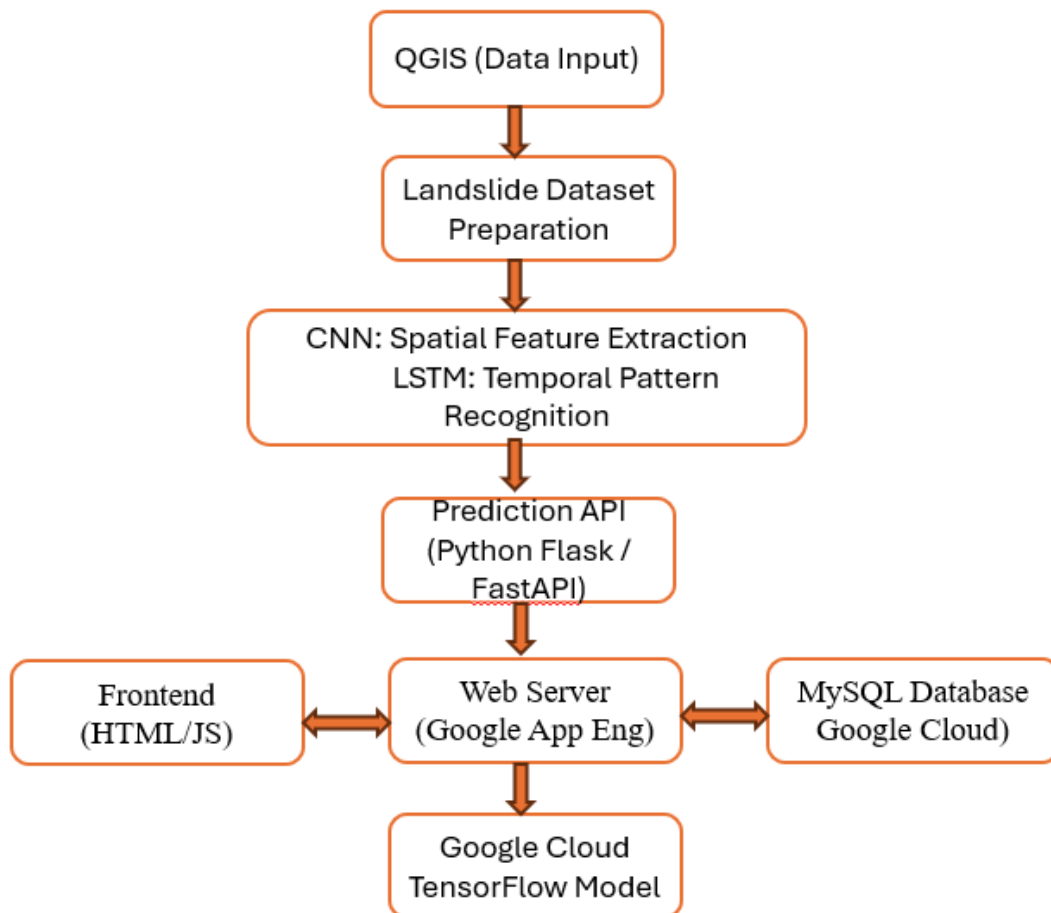 QGIS (Data Input)
Landslide Dataset
Preparation
CNN: Spatial Feature Extraction
LSTM: Temporal Pattern
Recognition
Prediction API
(Python Flask /
FastAPI)
Frontend
(HTML/JS)
Web Server
(Google App Eng)
MySQL Database
Google Cloud)
Google Cloud
TensorFlow Model